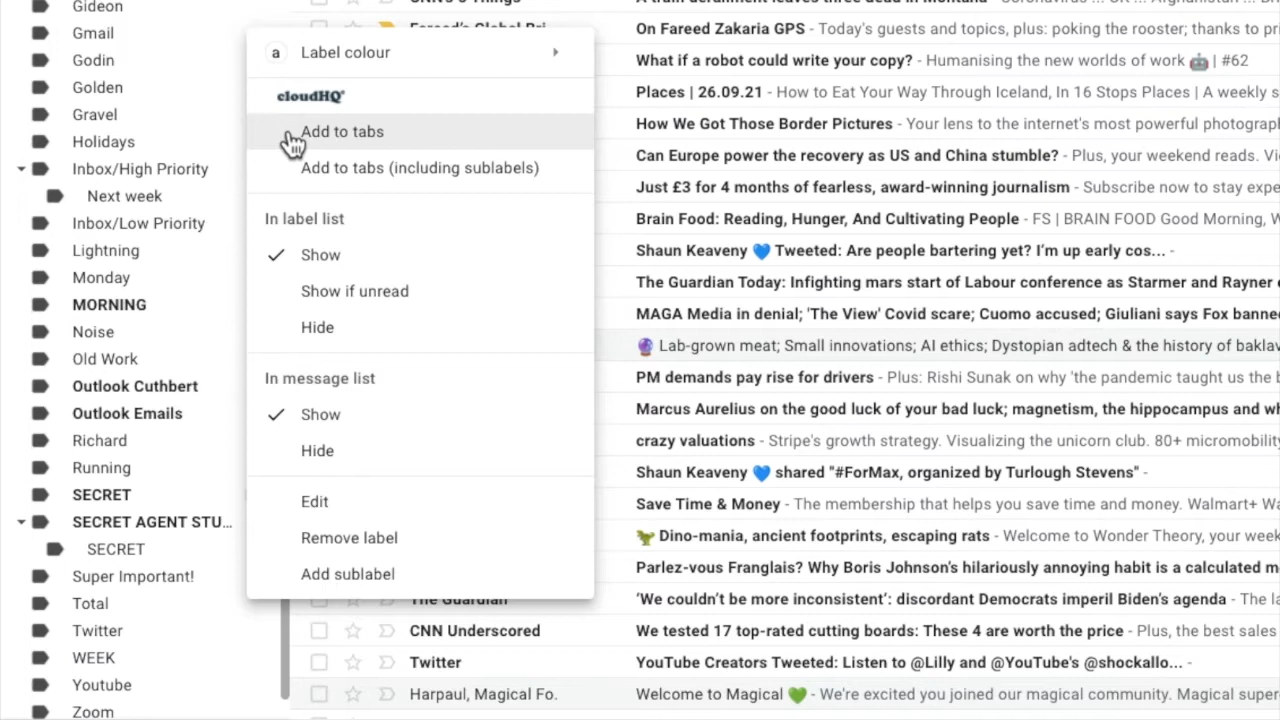 Gideon
Gmail
Godin
Golden
Gravel
Holidays
Inbox/High Priority
Next week
Inbox/Low Priority
Lightning
Monday
MORNING
Noise
Old Work
Outlook Cuthbert
Outlook Emails
Richard
Running
SECRET
SECRET AGENT STU...
SECRET
Super Important!
Total
Twitter
WEEK
Youtube
Zoom
a Label colour
cloudHQ
Add to tabs
Add to tabs (including sublabels)
In label list
Show
Show if unread
Hide
In message list
Show
Hide
Edit
Remove label
Add sublabel
On Fareed Zakaria GPS - Today's guests and topics, plus: poking the rooster; thanks to
What if a robot could write your copy? - Humanising the new worlds of work 🤖 | #62
Places | 26.09.21 - How to Eat Your Way Through Iceland, In 16 Stops Places | A weekly
How We Got Those Border Pictures - Your lens to the internet's most powerful
Can Europe power the recovery as US and China stumble? - Plus, your weekend reads.
Just £3 for 4 months of fearless, award-winning journalism - Subscribe now to stay
Brain Food: Reading, Hunger, And Cultivating People - FS | BRAIN FOOD Good Morning,
Shaun Keaveny 💙 Tweeted: Are people bartering yet? I'm up early cos... -
The Guardian Today: Infighting mars start of Labour conference as Starmer and Rayner
MAGA Media in denial; 'The View' Covid scare; Cuomo accused; Giuliani says Fox
🔮 Lab-grown meat; Small innovations; AI ethics; Dystopian adtech & the history of
PM demands pay rise for drivers - Plus: Rishi Sunak on why 'the pandemic taught us the
Marcus Aurelius on the good luck of your bad luck; magnetism, the hippocampus and
crazy valuations - Stripe's growth strategy. Visualizing the unicorn club. 80+
Shaun Keaveny 💙 shared "#ForMax, organized by Turlough Stevens" -
Save Time & Money - The membership that helps you save time and money. Walmart+
🦖 Dino-mania, ancient footprints, escaping rats - Welcome to Wonder Theory, your
Parlez-vous Franglais? Why Boris Johnson's hilariously annoying habit is a calculated
The Guardian 'We couldn't be more inconsistent': discordant Democrats imperil Biden's agenda - The
CNN Underscored We tested 17 top-rated cutting boards: These 4 are worth the price - Plus, the best sales
Twitter YouTube Creators Tweeted: Listen to @Lilly and @YouTube's @shockallo... -
Harpaul, Magical Fo. Welcome to Magical 💚 - We're excited you joined our magical community. Magical